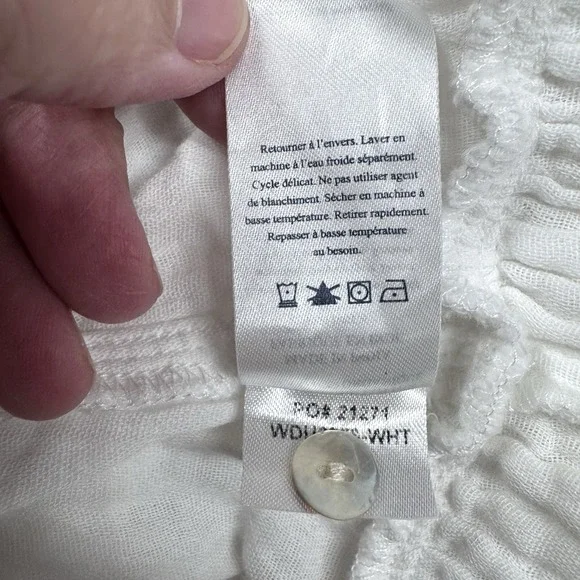 Retourner à l'envers. Laver en
machine à l'eau froide séparément.
Cycle délicat. Ne pas utiliser agent
de blanchiment. Sécher en machine à
basse température. Retirer rapidement.
Repasser à basse température
au besoin.
PO# 21271
-WHT